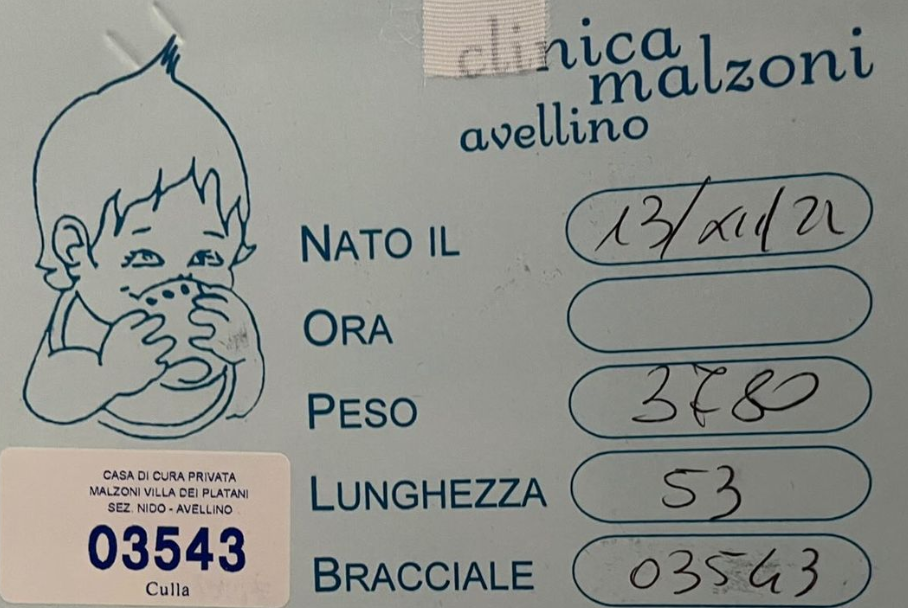 clinica
malzoni
avellino
NATO IL 13/XII/21
ORA
PESO 3780
LUNGHEZZA 53
BRACCIALE 03543
CASA DI CURA PRIVATA
MALZONI VILLA DEI PLATANI
SEZ. NIDO - AVELLINO
03543
Culla